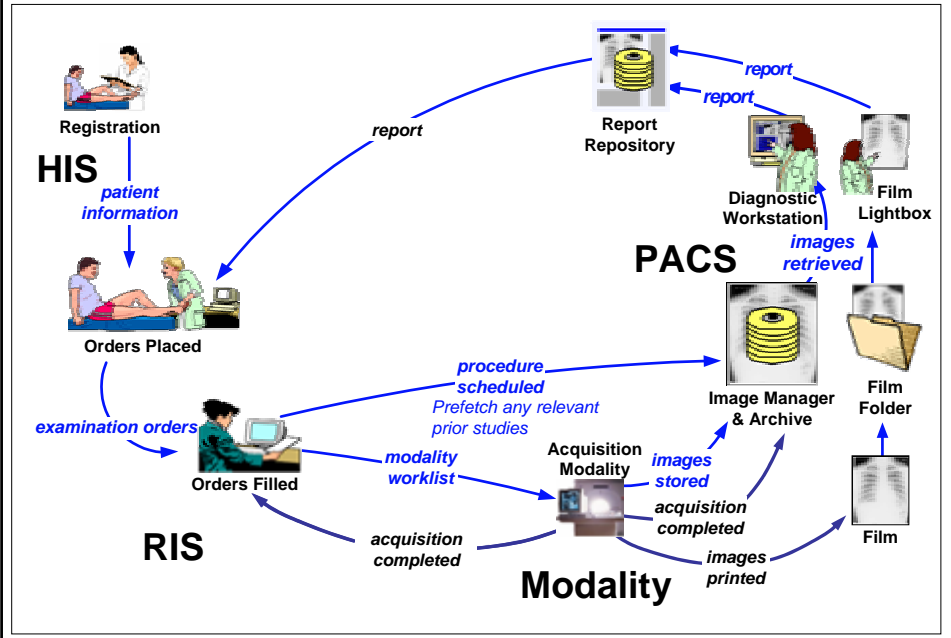 Registration
HIS
patient
information
Orders Placed
examination orders
Orders Filled
RIS
report
Report
Repository
report
report
Diagnostic
Workstation
Film
Lightbox
images
retrieved
PACS
procedure
scheduled
Prefetch any relevant
prior studies
Image Manager
& Archive
Film
Folder
modality
worklist
Acquisition
Modality
images
stored
acquisition
completed
acquisition
completed
images
printed
Film
Modality